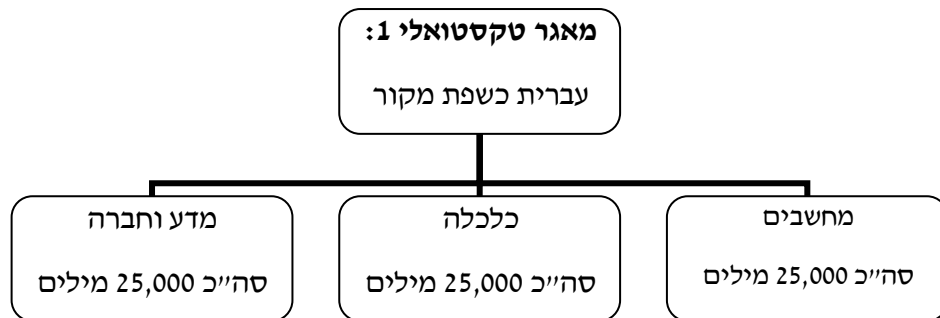 מאגר טקסטואלי 1:
עברית כשפת מקור
מחשבים
סה״כ 25,000 מילים
כלכלה
סה״כ 25,000 מילים
מדע וחברה
סה״כ 25,000 מילים